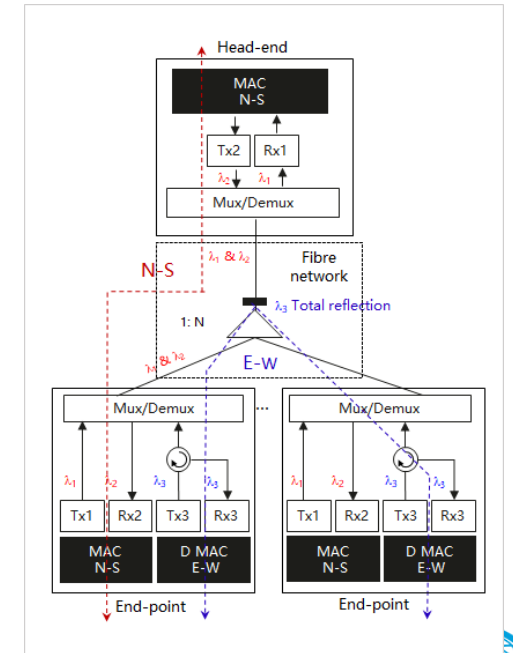 Head-end
MAC
N-S
Tx2
Rx1
λ2
λ1
Mux/Demux
λ1 & λ2
Fibre
network
N-S
λ3 Total reflection
1: N
λ1 & λ2
E-W
Mux/Demux
...
Mux/Demux
λ1
λ2
λ3
λ3
λ1
λ2
λ3
λ3
Tx1
Rx2
Tx3
Rx3
Tx1
Rx2
Tx3
Rx3
MAC
N-S
D MAC
E-W
MAC
N-S
D MAC
E-W
End-point
End-point